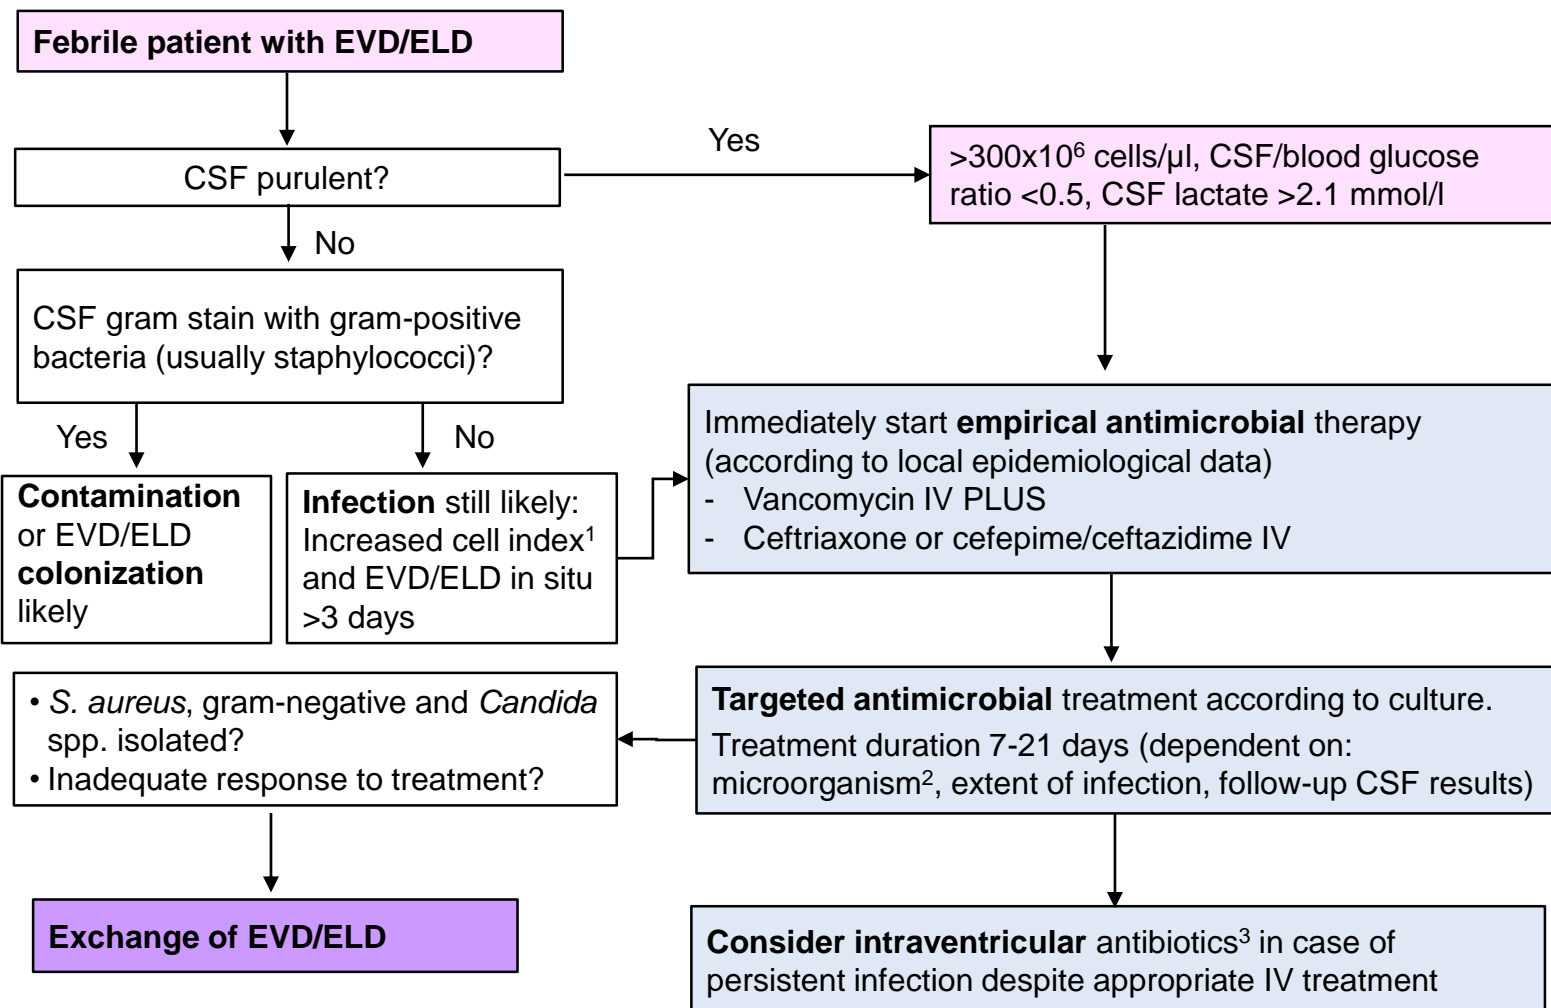 Febrile patient with EVD/ELD
CSF purulent?
Yes
>300x10⁶ cells/µl, CSF/blood glucose
ratio <0.5, CSF lactate >2.1 mmol/l
No
CSF gram stain with gram-positive
bacteria (usually staphylococci)?
Yes
No
Contamination
or EVD/ELD
colonization
likely
Infection still likely:
Increased cell index¹
and EVD/ELD in situ
>3 days
Immediately start empirical antimicrobial therapy
(according to local epidemiological data)
- Vancomycin IV PLUS
- Ceftriaxone or cefepime/ceftazidime IV
Targeted antimicrobial treatment according to culture.
Treatment duration 7-21 days (dependent on:
microorganism², extent of infection, follow-up CSF results)
• S. aureus, gram-negative and Candida
spp. isolated?
• Inadequate response to treatment?
Exchange of EVD/ELD
Consider intraventricular antibiotics³ in case of
persistent infection despite appropriate IV treatment